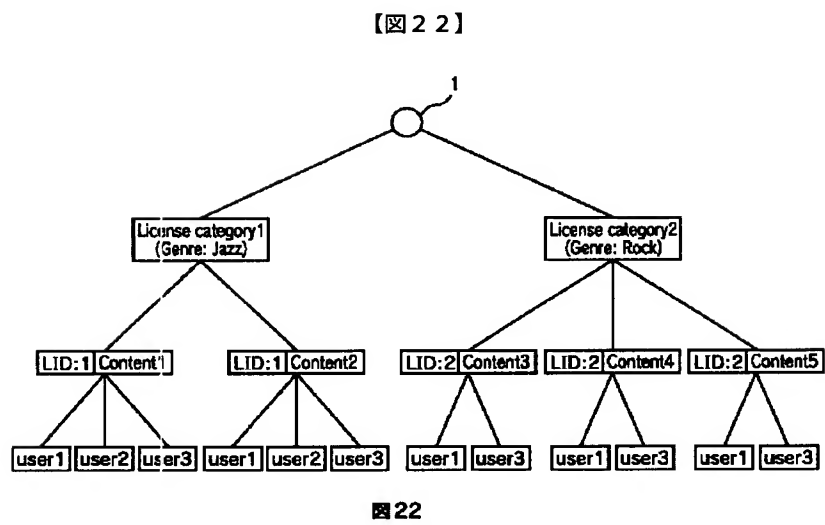 【図２２】
1
License category1
(Genre: Jazz)
License category2
(Genre: Rock)
LID:1 Content1
LID:1 Content2
LID:2 Content3
LID:2 Content4
LID:2 Content5
user1 user2 user3
user1 user2 user3
user1 user3
user1 user3
user1 user3
図22